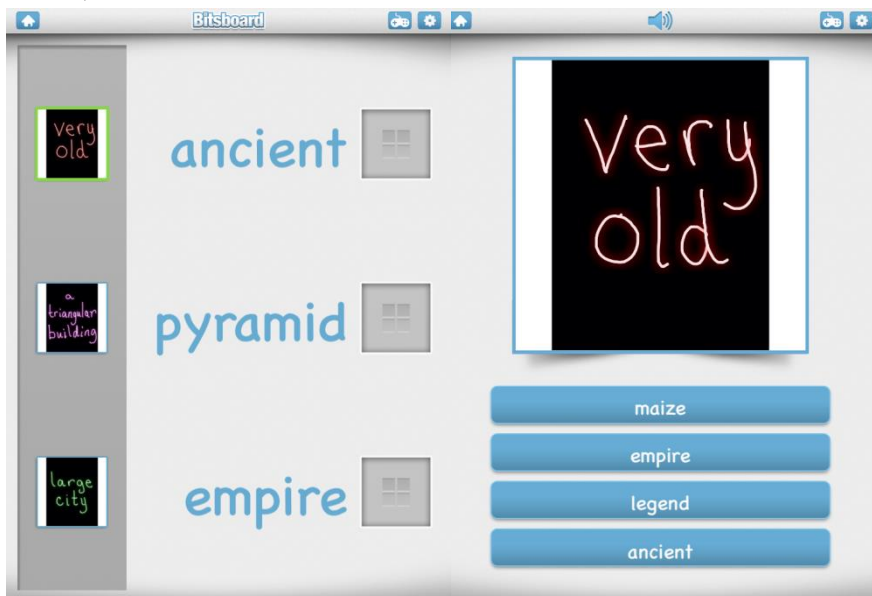 Bitsboard
very
old
ancient
a
triangular
building
pyramid
large
city
empire
very
old
maize
empire
legend
ancient